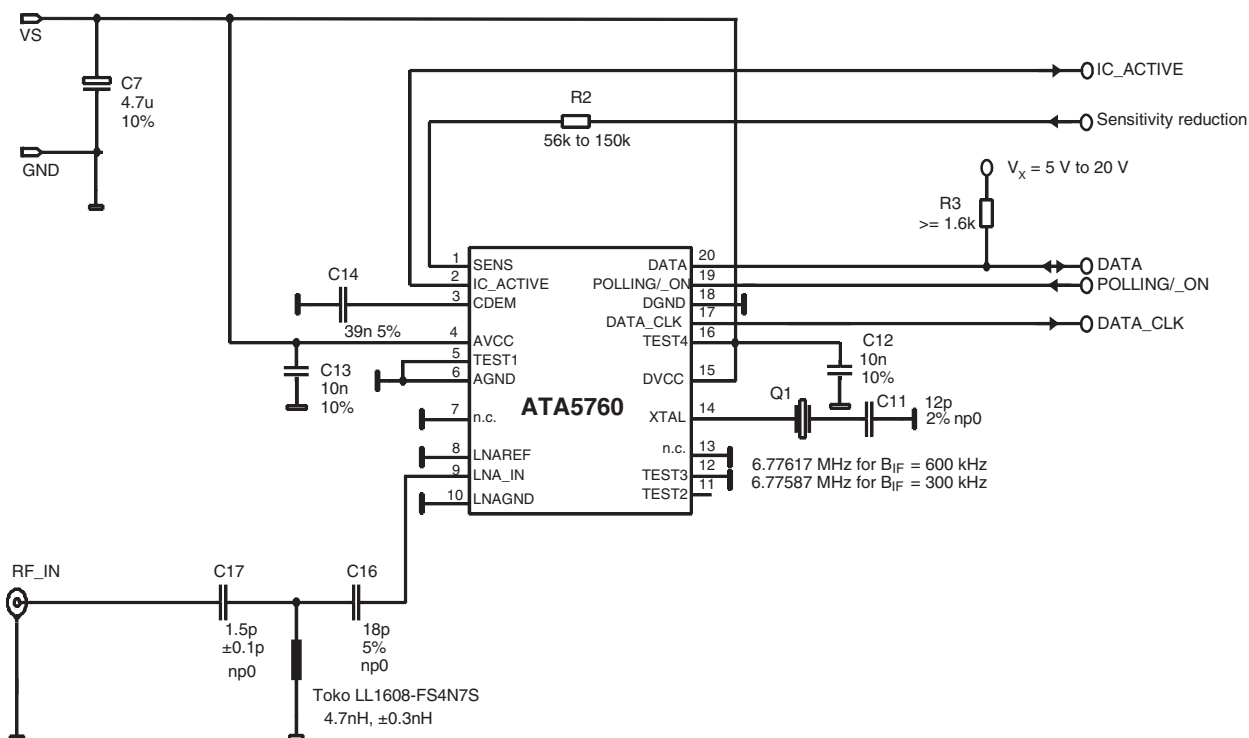 VS
C7
4.7u
10%
GND
IC_ACTIVE
R2
56k to 150k
Sensitivity reduction
VX = 5 V to 20 V
R3
>= 1.6k
C14
39n 5%
C13
10n
10%
1
2
3
4
5
6
7
8
9
10
SENS
IC_ACTIVE
CDEM
AVCC
TEST1
AGND
n.c.
LNAREF
LNA_IN
LNAGND
ATA5760
DATA
POLLING/_ON
DGND
DATA_CLK
TEST4
DVCC
XTAL
n.c.
TEST3
TEST2
20
19
18
17
16
15
14
13
12
11
DATA
POLLING/_ON
DATA_CLK
C12
10n
10%
Q1
C11
12p
2% np0
6.77617 MHz for BIF = 600 kHz
6.77587 MHz for BIF = 300 kHz
RF_IN
C17
1.5p
±0.1p
np0
C16
18p
5%
np0
Toko LL1608-FS4N7S
4.7nH, ±0.3nH